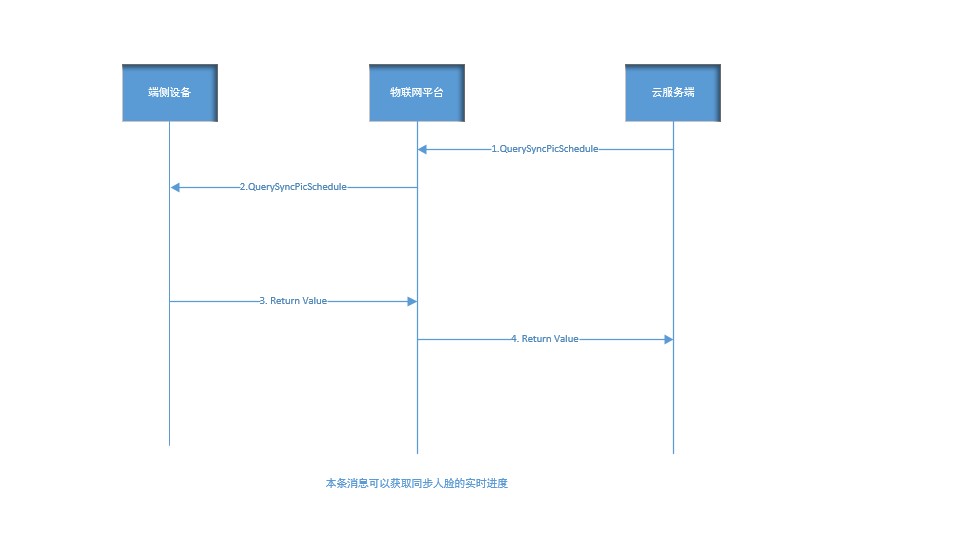 端侧设备
物联网平台
云服务端
1.QuerySyncPicSchedule
2.QuerySyncPicSchedule
3. Return Value
4. Return Value
本条消息可以获取同步人脸的实时进度